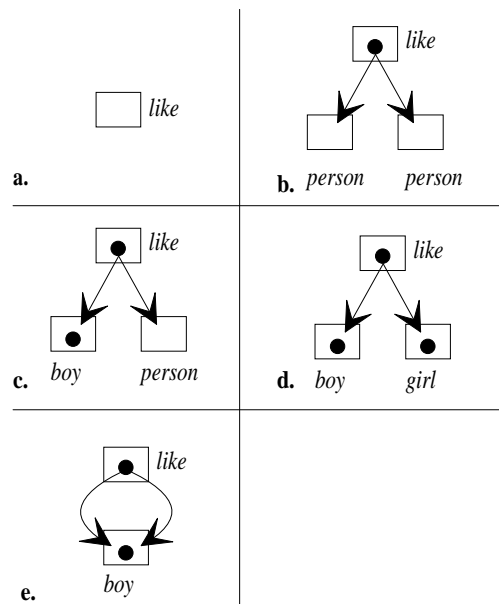 like
a.
like
person person
b.
like
boy person
c.
like
boy girl
d.
like
boy
e.